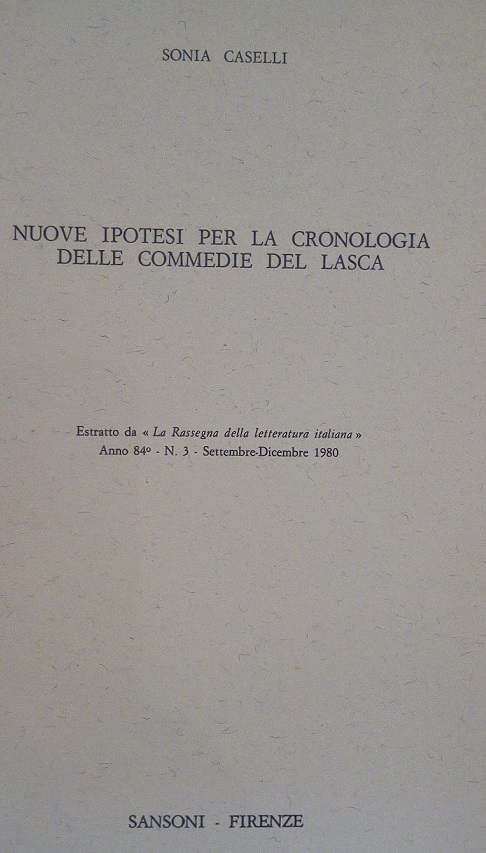 SONIA CASELLI
NUOVE IPOTESI PER LA CRONOLOGIA
DELLE COMMEDIE DEL LASCA
Estratto da « La Rassegna della letteratura italiana »
Anno 84º - N. 3 - Settembre-Dicembre 1980
SANSONI - FIRENZE